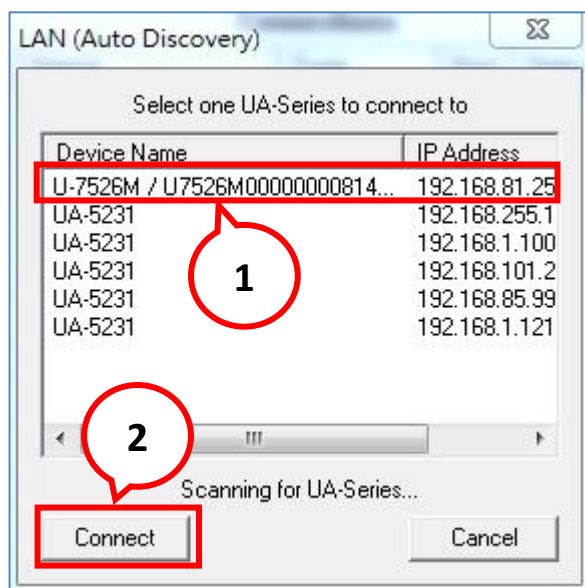 LAN (Auto Discovery)
Select one UA-Series to connect to
Device Name IP Address
U-7526M / U7526M00000000814... 192.168.81.25
UA-5231 192.168.255.1
UA-5231 192.168.1.100
UA-5231 192.168.101.2
UA-5231 192.168.85.99
UA-5231 192.168.1.121
1
2
Scanning for UA-Series...
Connect Cancel